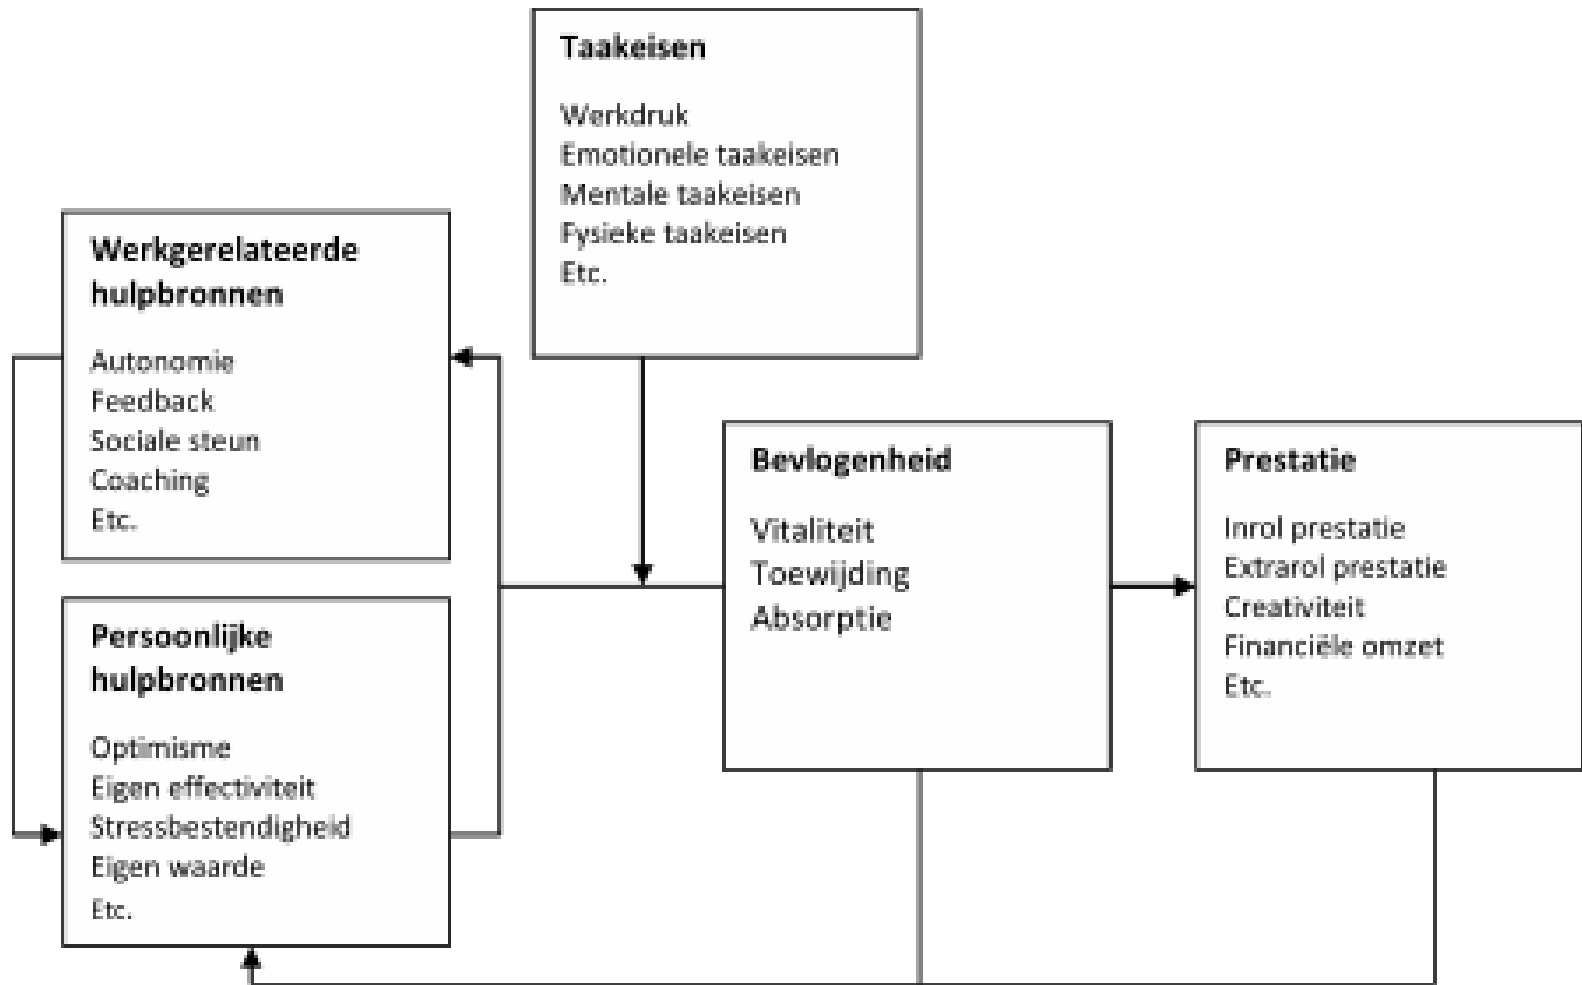 Taakeisen
Werkdruk
Emotionele taakeisen
Mentale taakeisen
Fysieke taakeisen
Etc.
Werkgerelateerde
hulpbronnen
Autonomie
Feedback
Sociale steun
Coaching
Etc.
Persoonlijke
hulpbronnen
Optimisme
Eigen effectiviteit
Stressbestendigheid
Eigen waarde
Etc.
Bevlogenheid
Vitaliteit
Toewijding
Absorptie
Prestatie
Inrol prestatie
Extrarol prestatie
Creativiteit
Financiële omzet
Etc.